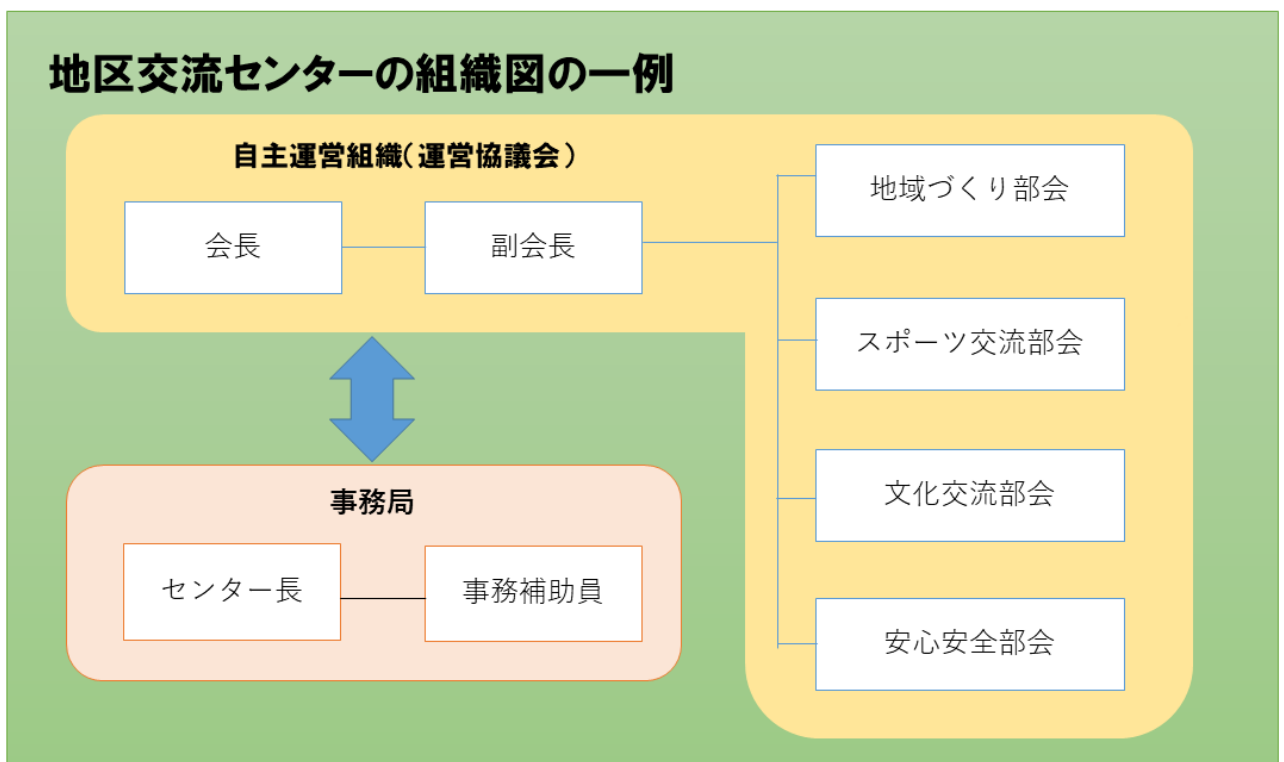 地区交流センターの組織図の一例
自主運営組織(運営協議会)
会長
副会長
地域づくり部会
スポーツ交流部会
文化交流部会
安心安全部会
事務局
センター長
事務補助員